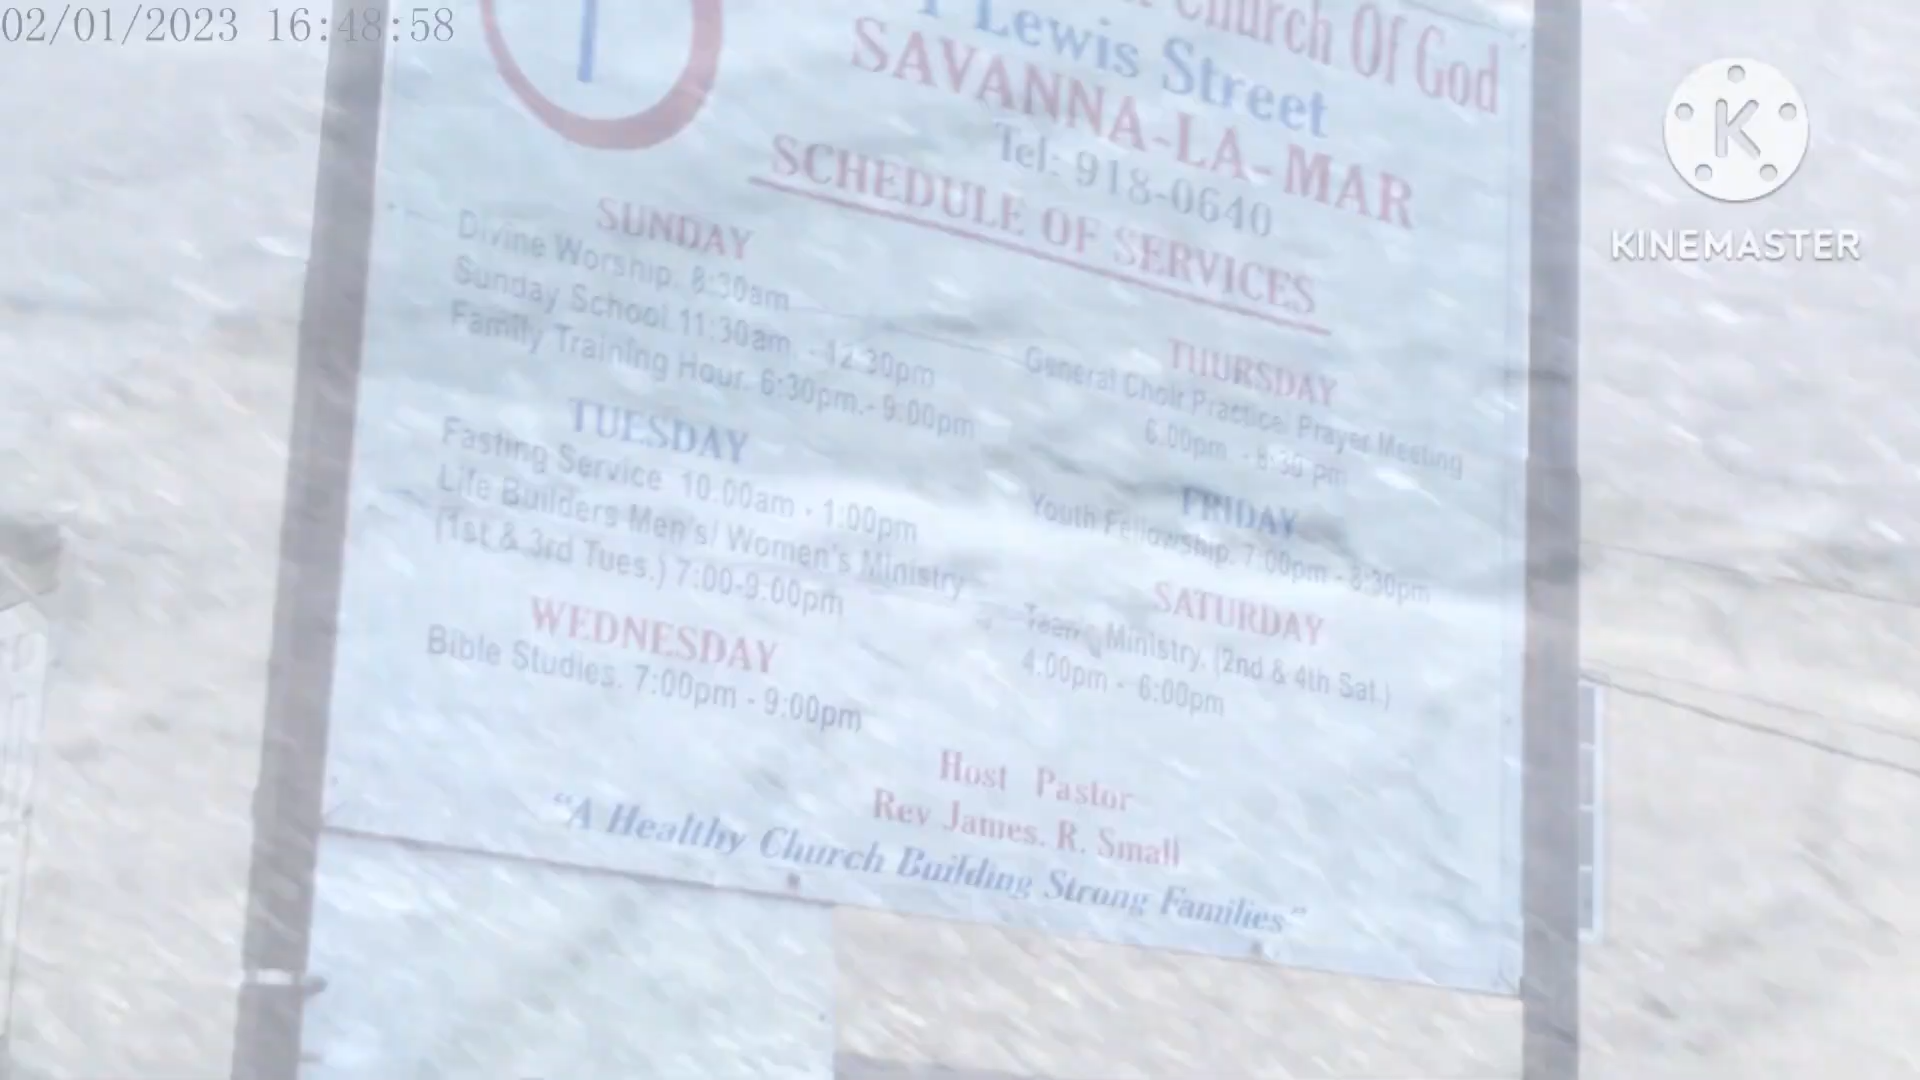 02/01/2023 16:48:58
Church Of God
Lewis Street
SAVANNA-LA-MAR
Tel: 918-0640
SCHEDULE OF SERVICES
SUNDAY
Divine Worship. 8:30am
Sunday School 11:30am. - 12:30pm
Family Training Hour. 6:30pm.- 9:00pm
TUESDAY
Fasting Service 10.00am - 1:00pm
Life Builders Men's/ Women's Ministry
(1st & 3rd Tues.) 7:00-9:00pm
WEDNESDAY
Bible Studies. 7:00pm - 9:00pm
THURSDAY
General Choir Practice. Prayer Meeting
6.00pm - 8:30 pm
FRIDAY
Youth Fellowship. 7:00pm - 8:30pm
SATURDAY
Teen's Ministry. (2nd & 4th Sat.)
4.00pm - 6:00pm
Host Pastor
Rev James. R. Small
“A Healthy Church Building Strong Families”
K
KINEMASTER